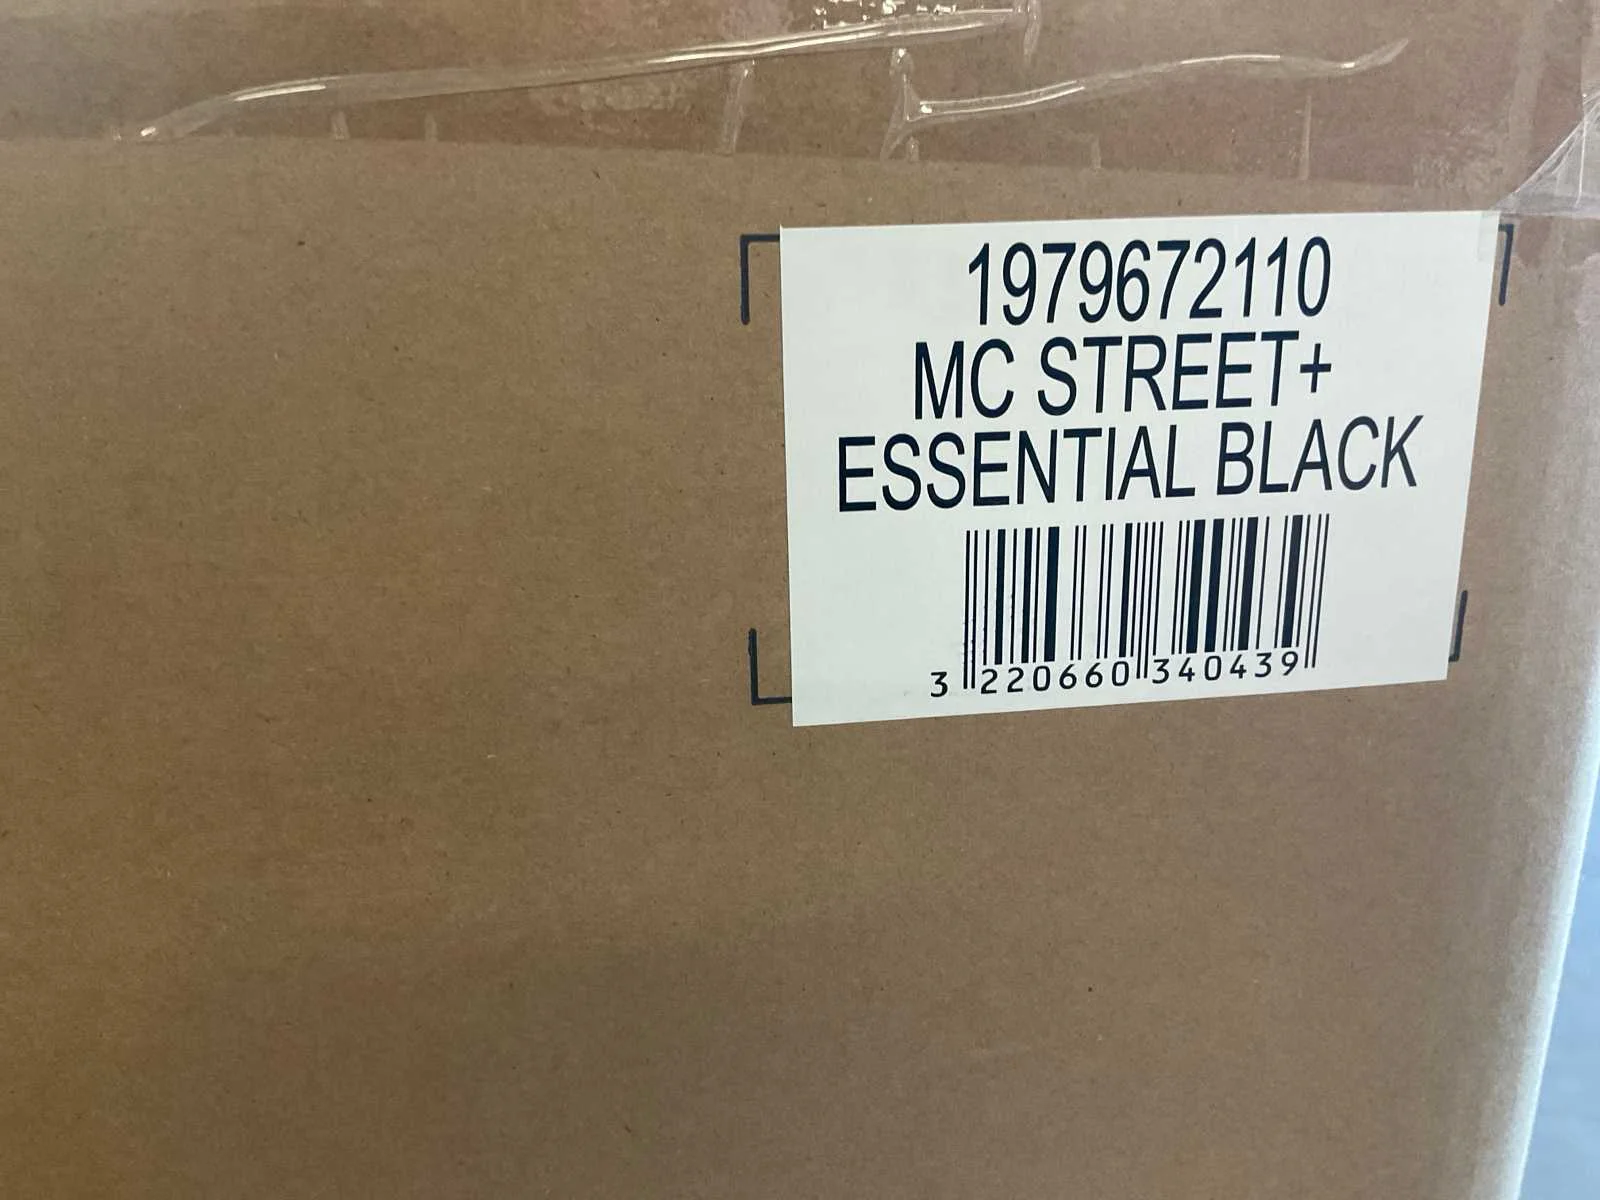 1979672110
MC STREET+
ESSENTIAL BLACK
3 220660 340439